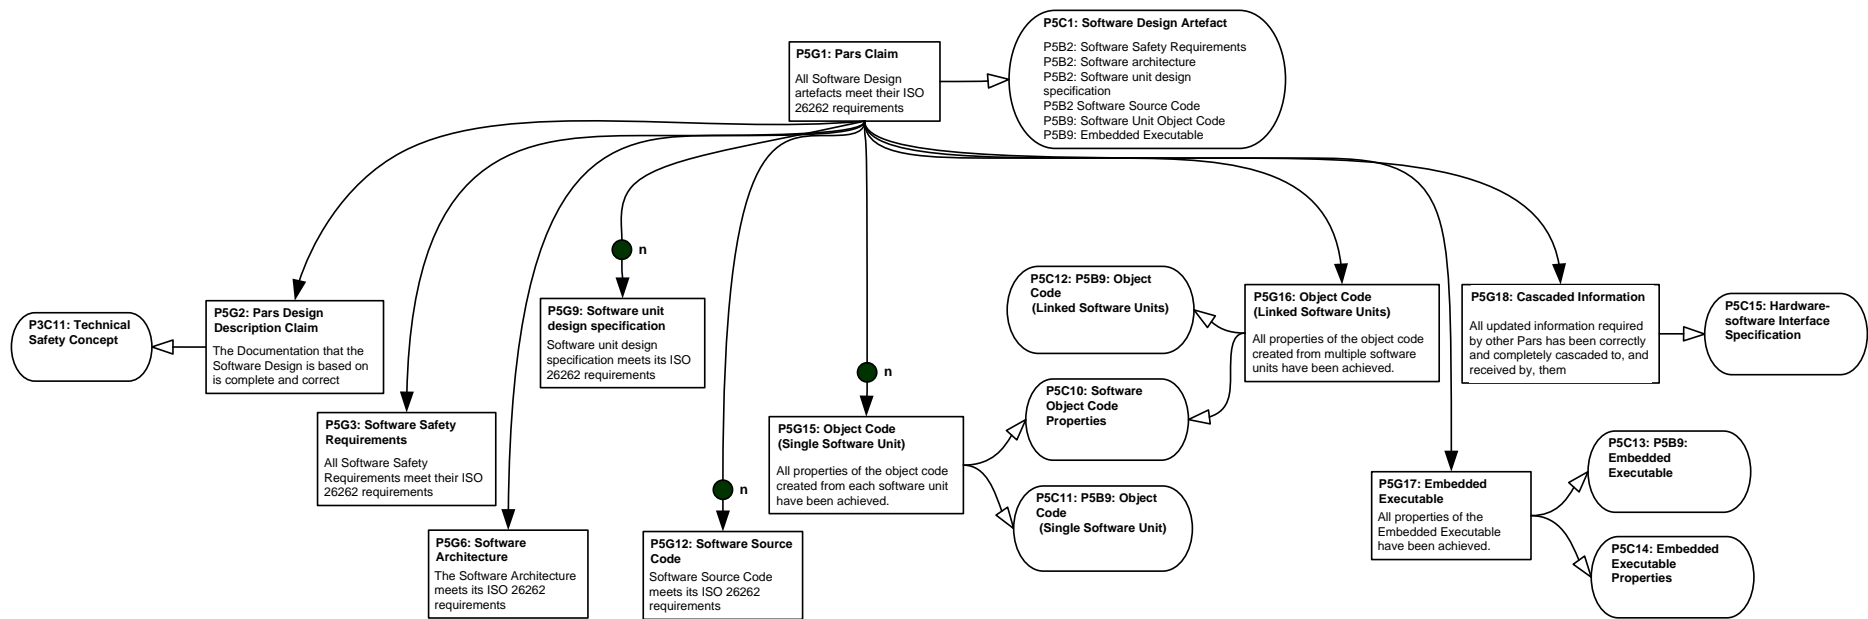 P5G1: Pars Claim
All Software Design
artefacts meet their ISO
26262 requirements
P5C1: Software Design Artefact
P5B2: Software Safety Requirements
P5B2: Software architecture
P5B2: Software unit design
specification
P5B2 Software Source Code
P5B9: Software Unit Object Code
P5B9: Embedded Executable
P3C11: Technical
Safety Concept
P5G2: Pars Design
Description Claim
The Documentation that the
Software Design is based on
is complete and correct
P5G3: Software Safety
Requirements
All Software Safety
Requirements meet their ISO
26262 requirements
P5G6: Software
Architecture
The Software Architecture
meets its ISO 26262
requirements
n
P5G9: Software unit
design specification
Software unit design
specification meets its ISO
26262 requirements
n
P5G12: Software Source
Code
Software Source Code
meets its ISO 26262
requirements
n
P5G15: Object Code
(Single Software Unit)
All properties of the object code
created from each software unit
have been achieved.
P5C12: P5B9: Object
Code
(Linked Software Units)
P5C10: Software
Object Code
Properties
P5C11: P5B9: Object
Code
(Single Software Unit)
P5G16: Object Code
(Linked Software Units)
All properties of the object code
created from multiple software
units have been achieved.
P5G18: Cascaded Information
All updated information required
by other Pars has been correctly
and completely cascaded to, and
received by, them
P5C15: Hardware-
software Interface
Specification
P5G17: Embedded
Executable
All properties of the
Embedded Executable
have been achieved.
P5C13: P5B9:
Embedded
Executable
P5C14: Embedded
Executable
Properties